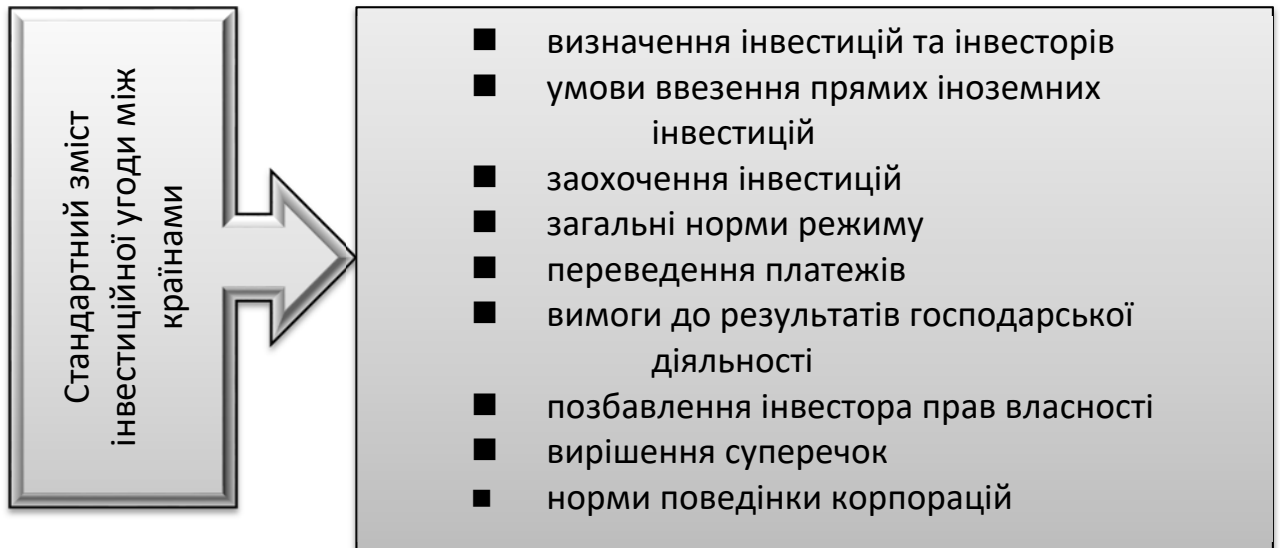 Стандартний зміст
інвестиційної угоди між
країнами
■ визначення інвестицій та інвесторів
■ умови ввезення прямих іноземних
інвестицій
■ заохочення інвестицій
■ загальні норми режиму
■ переведення платежів
■ вимоги до результатів господарської
діяльності
■ позбавлення інвестора прав власності
■ вирішення суперечок
■ норми поведінки корпорацій